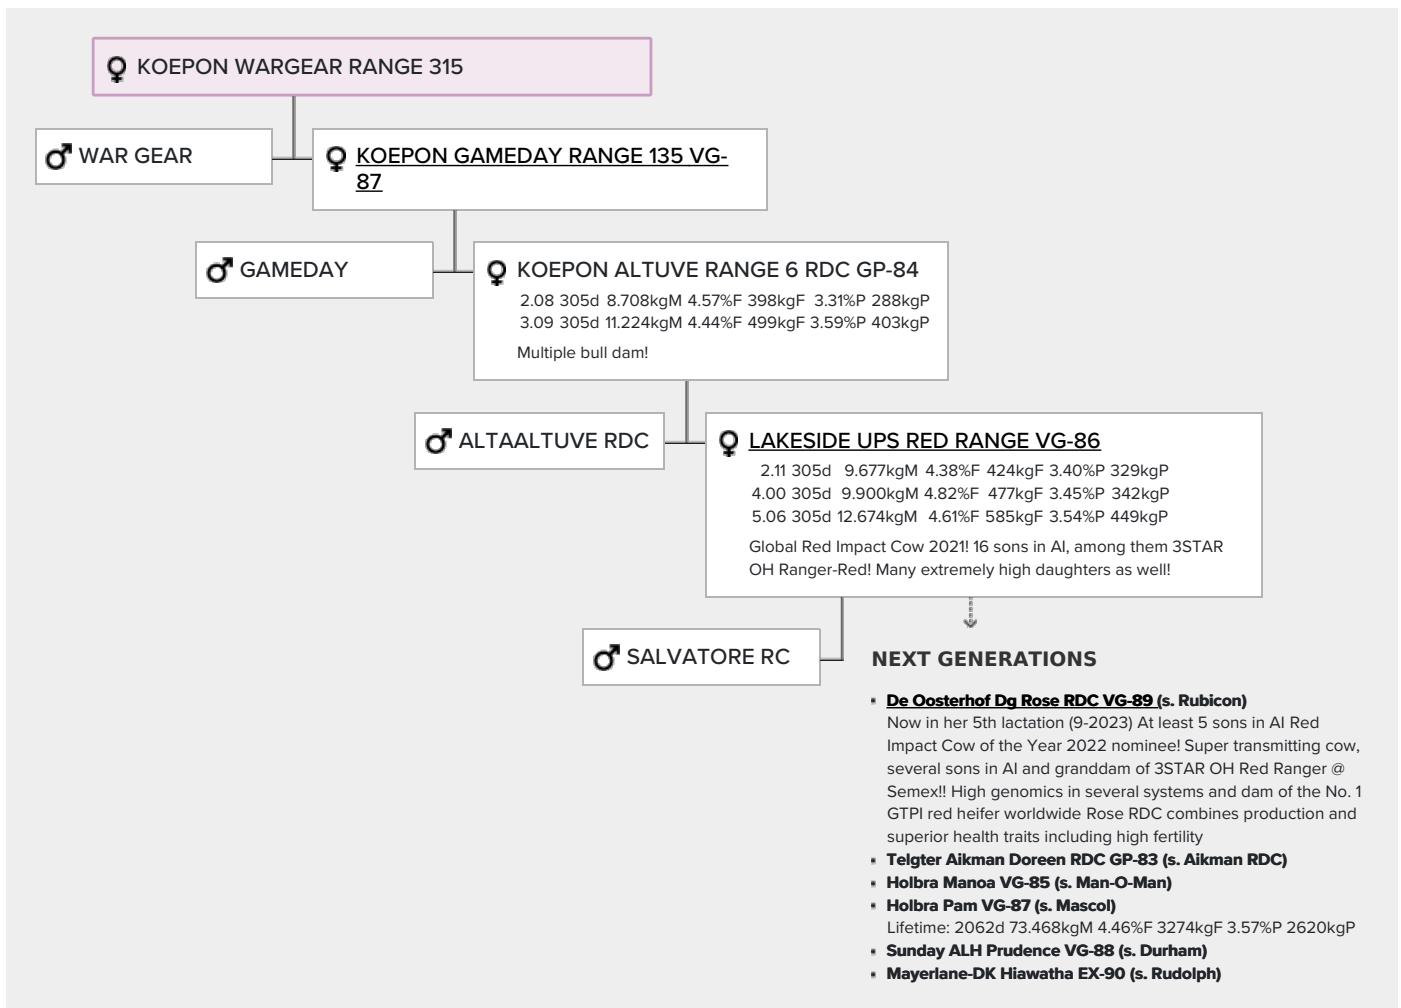 KOEPON WARGEAR RANGE 315
WAR GEAR
KOEPON GAMEDAY RANGE 135 VG-
87
GAMEDAY
KOEPON ALTUVE RANGE 6 RDC GP-84
2.08 305d 8.708kgM 4.57%F 398kgF 3.31%P 288kgP
3.09 305d 11.224kgM 4.44%F 499kgF 3.59%P 403kgP
Multiple bull dam!
ALTAALTUVE RDC
LAKESIDE UPS RED RANGE VG-86
2.11 305d 9.677kgM 4.38%F 424kgF 3.40%P 329kgP
4.00 305d 9.900kgM 4.82%F 477kgF 3.45%P 342kgP
5.06 305d 12.674kgM 4.61%F 585kgF 3.54%P 449kgP
Global Red Impact Cow 2021! 16 sons in AI, among them 3STAR
OH Ranger-Red! Many extremely high daughters as well!
SALVATORE RC
NEXT GENERATIONS
De Oosterhof Dg Rose RDC VG-89 (s. Rubicon)
Now in her 5th lactation (9-2023) At least 5 sons in AI Red
Impact Cow of the Year 2022 nominee! Super transmitting cow,
several sons in AI and granddam of 3STAR OH Red Ranger @
Semex!! High genomics in several systems and dam of the No. 1
GTPI red heifer worldwide Rose RDC combines production and
superior health traits including high fertility
Telgter Aikman Doreen RDC GP-83 (s. Aikman RDC)
Holbra Manoa VG-85 (s. Man-O-Man)
Holbra Pam VG-87 (s. Mascol)
Lifetime: 2062d 73.468kgM 4.46%F 3274kgF 3.57%P 2620kgP
Sunday ALH Prudence VG-88 (s. Durham)
Mayerlane-DK Hiawatha EX-90 (s. Rudolph)